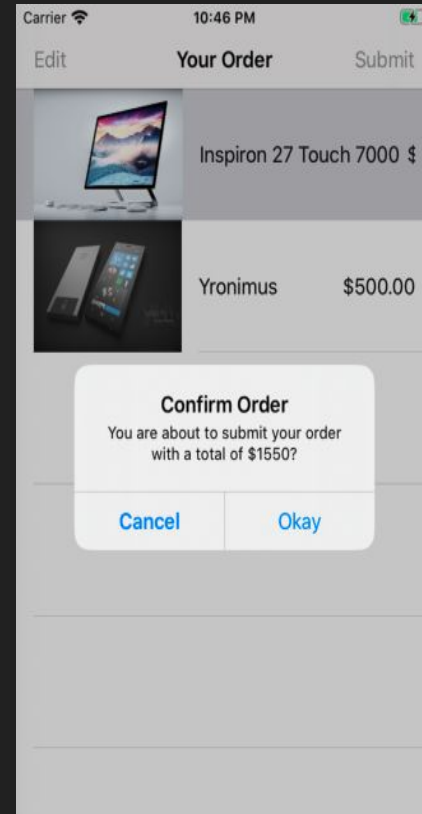 Carrier
10:46 PM
Edit
Your Order
Submit
Inspiron 27 Touch 7000 $
Yronimus
$500.00
Confirm Order
You are about to submit your order
with a total of $1550?
Cancel
Okay